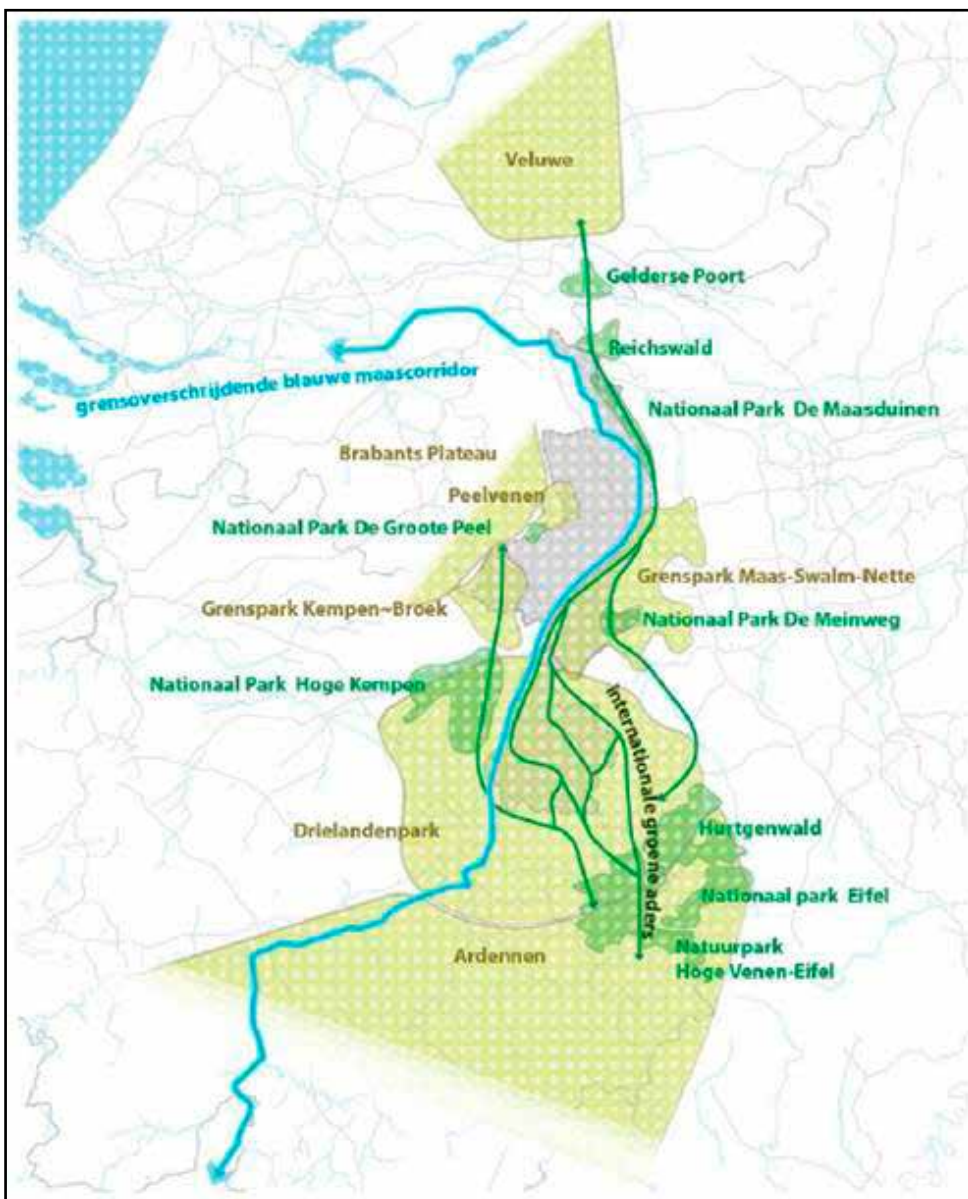 Veluwe
Gelderse Poort
Reichswald
grensoverschrijdende blauwe maascorridor
Nationaal Park De Maasduinen
Brabants Plateau
Peelvenen
Nationaal Park De Groote Peel
Grenspark Maas-Swalm-Nette
Grenspark Kempen~Broek
Nationaal Park De Meinweg
Nationaal Park Hoge Kempen
internationale groene aders
Drielandenpark
Hurtgenwald
Nationaal park Eifel
Ardennen
Natuurpark
Hoge Venen-Eifel